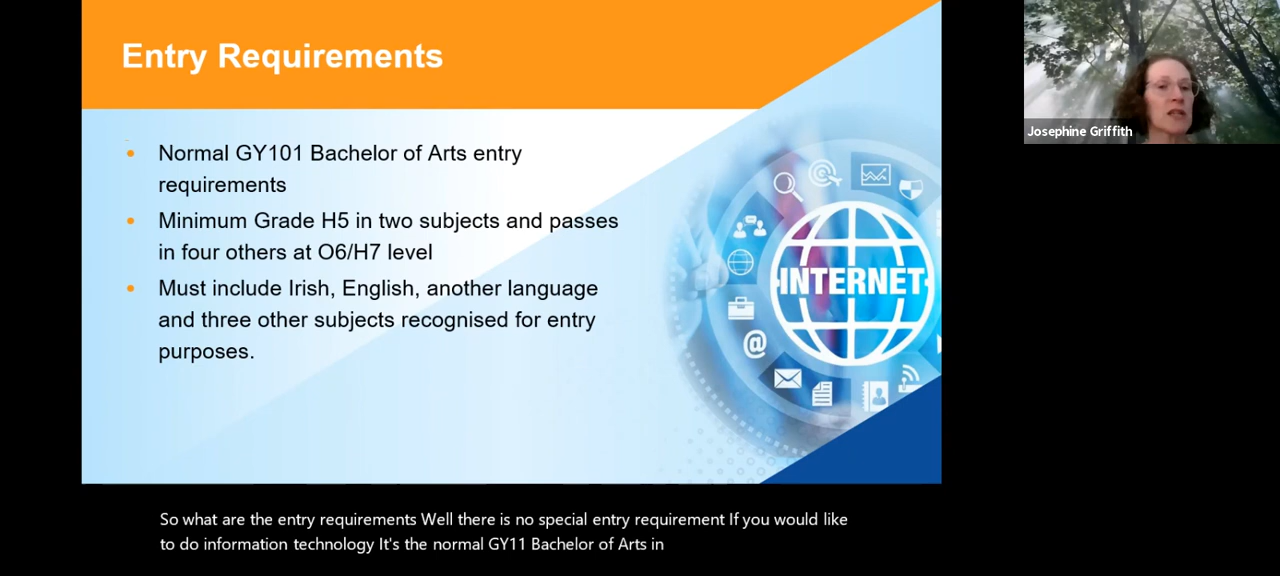 Entry Requirements
Josephine Griffith
• Normal GY101 Bachelor of Arts entry
requirements
• Minimum Grade H5 in two subjects and passes
in four others at O6/H7 level
• Must include Irish, English, another language
and three other subjects recognised for entry
purposes.
INTERNET
@
So what are the entry requirements Well there is no special entry requirement If you would like
to do information technology It's the normal GY11 Bachelor of Arts in